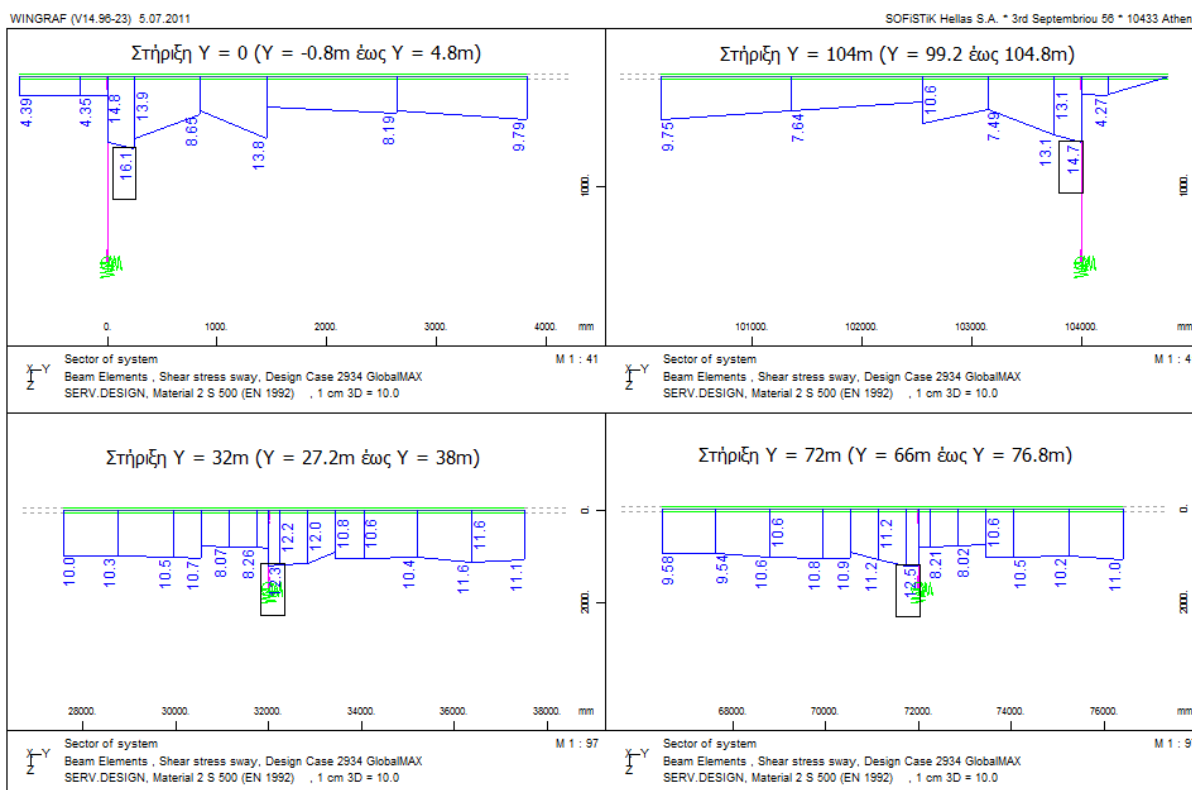 WINGRAF (V14.96-23) 5.07.2011
SOFiSTiK Hellas S.A. * 3rd Septembriou 56 * 10433 Athen
Στήριξη Y = 0 (Y = -0.8m έως Y = 4.8m)
4.39
4.35
14.8
13.9
16.1
8.65
13.8
8.19
9.79
1000.
0.
1000.
2000.
3000.
4000.
mm
Sector of system
M 1 : 41
Beam Elements , Shear stress sway, Design Case 2934 GlobalMAX
SERV.DESIGN, Material 2 S 500 (EN 1992) , 1 cm 3D = 10.0
X Y
Z
Στήριξη Y = 104m (Y = 99.2 έως Y = 104.8m)
9.75
7.64
10.6
7.49
13.1
13.1
14.7
4.27
1000.
101000.
102000.
103000.
104000.
mm
Sector of system
M 1 : 4
Beam Elements , Shear stress sway, Design Case 2934 GlobalMAX
SERV.DESIGN, Material 2 S 500 (EN 1992) , 1 cm 3D = 10.0
X Y
Z
Στήριξη Y = 32m (Y = 27.2m έως Y = 38m)
10.0
10.3
10.5
10.7
8.07
8.26
12.3
12.2
12.0
10.8
10.6
10.4
11.6
11.6
11.1
0.
2000.
28000.
30000.
32000.
34000.
36000.
38000.
mm
Sector of system
M 1 : 97
Beam Elements , Shear stress sway, Design Case 2934 GlobalMAX
SERV.DESIGN, Material 2 S 500 (EN 1992) , 1 cm 3D = 10.0
X Y
Z
Στήριξη Y = 72m (Y = 66m έως Y = 76.8m)
9.58
9.54
10.6
10.6
10.8
10.9
11.2
11.2
12.5
8.21
8.02
10.6
10.5
10.2
11.0
0.
2000.
68000.
70000.
72000.
74000.
76000.
mm
Sector of system
M 1 : 9
Beam Elements , Shear stress sway, Design Case 2934 GlobalMAX
SERV.DESIGN, Material 2 S 500 (EN 1992) , 1 cm 3D = 10.0
X Y
Z